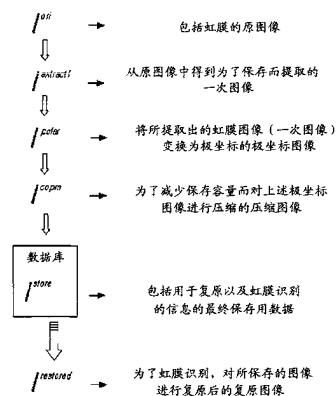 I ori
包括虹膜的原图像
I extract1
从原图像中得到为了保存而提取的
一次图像
I polar
将所提取出的虹膜图像（一次图像）
变换为极坐标的极坐标图像
I copm
为了减少保存容量而对上述极坐标
图像进行压缩的压缩图像
数据库
I store
包括用于复原以及虹膜识别
的信息的最终保存用数据
I restored
为了虹膜识别，对所保存的图像
进行复原后的复原图像